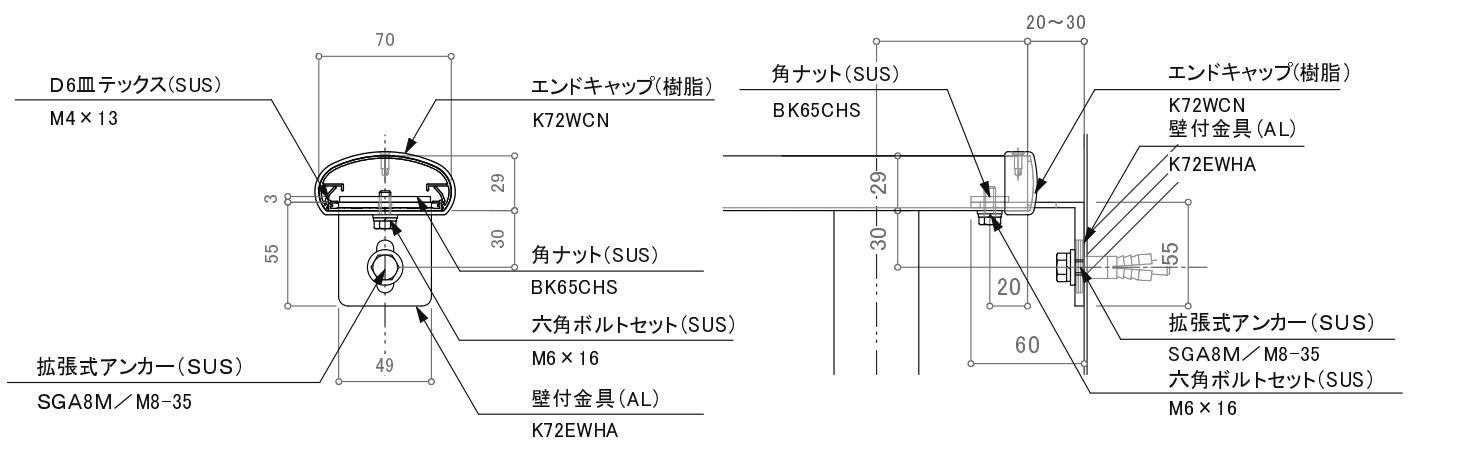 70
D6皿テックス(SUS)
M4×13
エンドキャップ(樹脂)
K72WCN
3
55
29
30
角ナット(SUS)
BK65CHS
六角ボルトセット(SUS)
M6×16
拡張式アンカー(SUS)
SGA8M/M8-35
49
壁付金具(AL)
K72EWHA
20～30
角ナット(SUS)
BK65CHS
エンドキャップ(樹脂)
K72WCN
壁付金具(AL)
K72EWHA
29
30
20
60
55
拡張式アンカー(SUS)
SGA8M/M8-35
六角ボルトセット(SUS)
M6×16